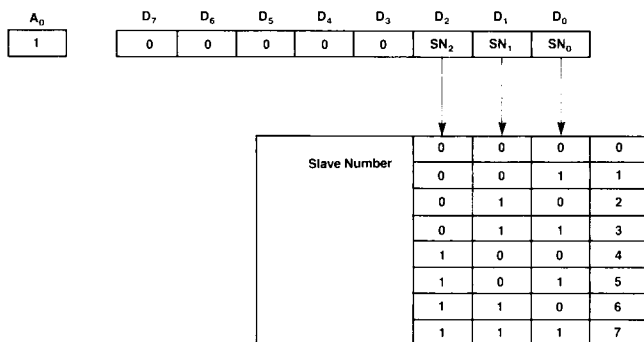 A₀ D₇ D₆ D₅ D₄ D₃ D₂ D₁ D₀
1 0 0 0 0 0 SN₂ SN₁ SN₀
Slave Number
0 0 0 0
0 0 1 1
0 1 0 2
0 1 1 3
1 0 0 4
1 0 1 5
1 1 0 6
1 1 1 7